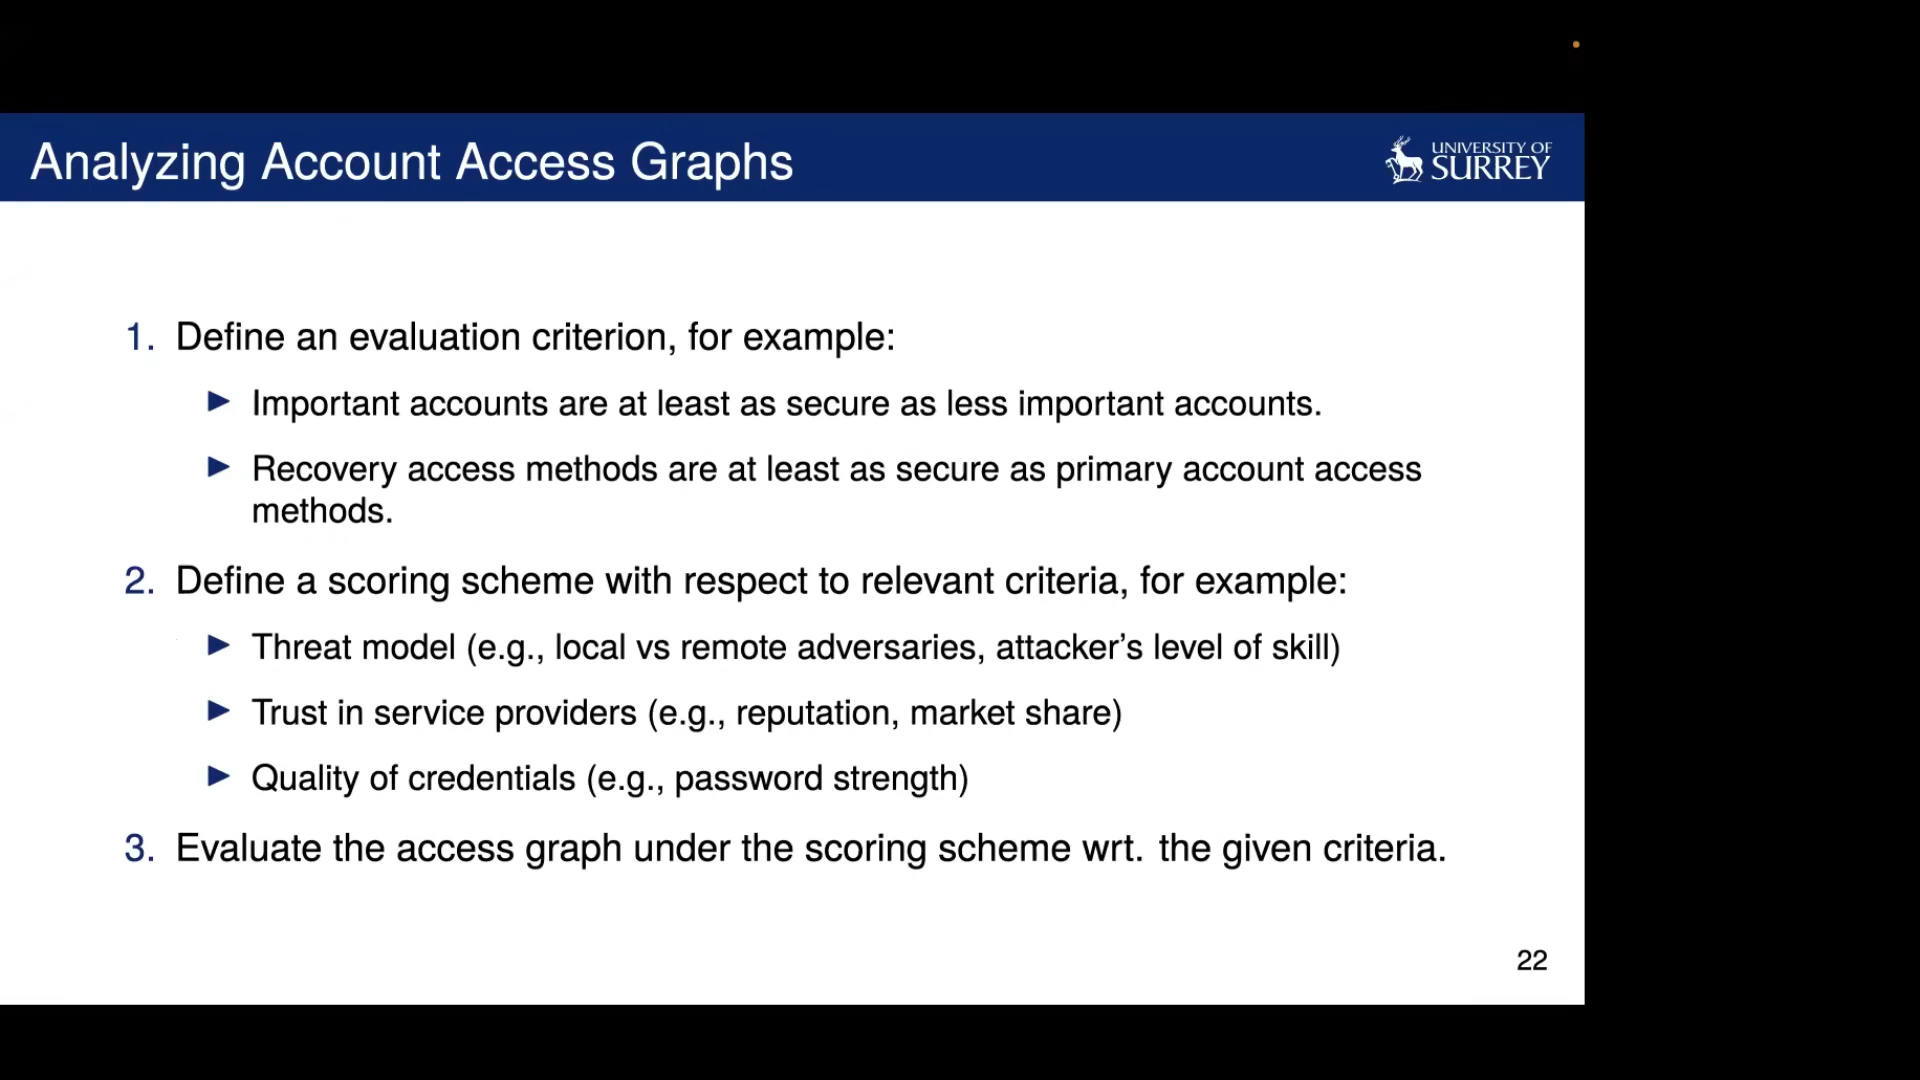 Analyzing Account Access Graphs
UNIVERSITY OF
SURREY
1. Define an evaluation criterion, for example:
▶ Important accounts are at least as secure as less important accounts.
▶ Recovery access methods are at least as secure as primary account access
methods.
2. Define a scoring scheme with respect to relevant criteria, for example:
▶ Threat model (e.g., local vs remote adversaries, attacker’s level of skill)
▶ Trust in service providers (e.g., reputation, market share)
▶ Quality of credentials (e.g., password strength)
3. Evaluate the access graph under the scoring scheme wrt. the given criteria.
22